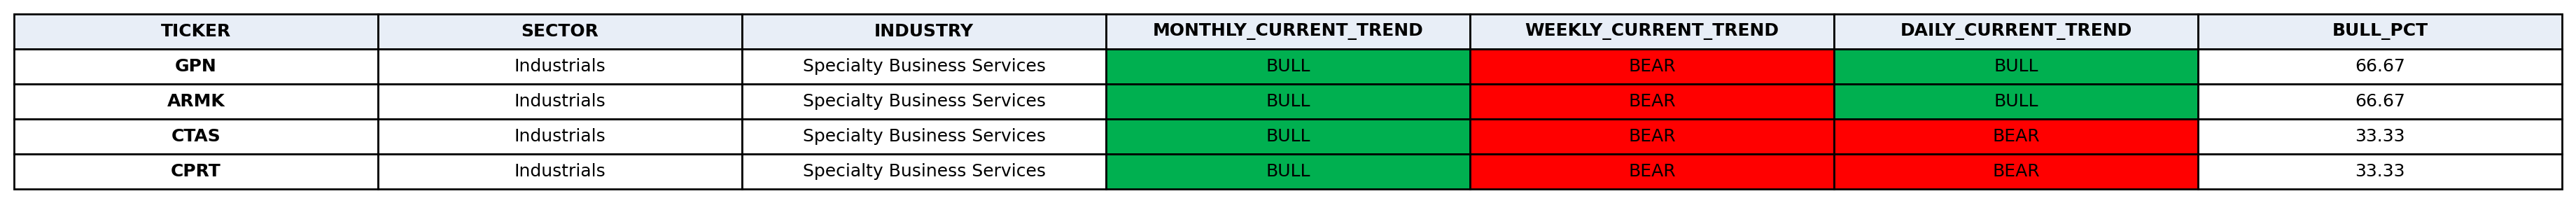 TICKER SECTOR INDUSTRY MONTHLY_CURRENT_TREND WEEKLY_CURRENT_TREND DAILY_CURRENT_TREND BULL_PCT
GPN Industrials Specialty Business Services BULL BEAR BULL 66.67
ARMK Industrials Specialty Business Services BULL BEAR BULL 66.67
CTAS Industrials Specialty Business Services BULL BEAR BEAR 33.33
CPRT Industrials Specialty Business Services BULL BEAR BEAR 33.33